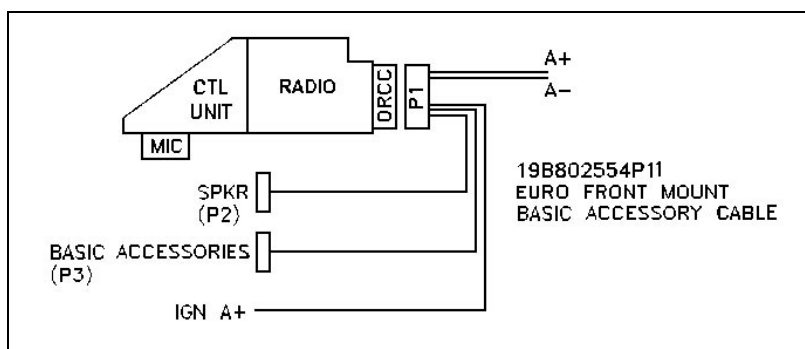 CTL
UNIT
RADIO
ORCC
P1
A+
A-
MIC
SPKR
(P2)
BASIC ACCESSORIES
(P3)
IGN A+
19B802554P11
EURO FRONT MOUNT
BASIC ACCESSORY CABLE